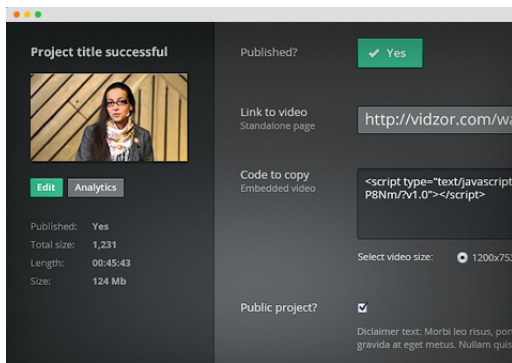 Project title successful
Edit
Analytics
Published: Yes
Total size: 1,231
Length: 00:45:43
Size: 124 Mb
Published?
Yes
Link to video
Standalone page
http://vidzor.com/wa
Code to copy
Embedded video
<script type="text/javascript
P8Nm/?v1.0"></script>
Select video size:
1200x753
Public project?
Diclaimer text: Morbi leo risus, por
gravida at eget metus. Nullam quis